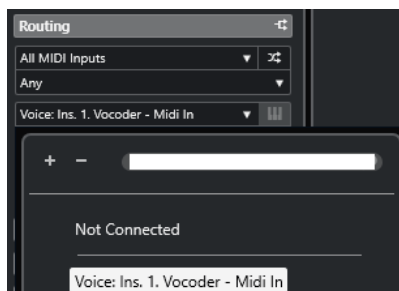 Routing
All MIDI Inputs
Any
Voice: Ins. 1. Vocoder - Midi In
+ −
Not Connected
Voice: Ins. 1. Vocoder - Midi In